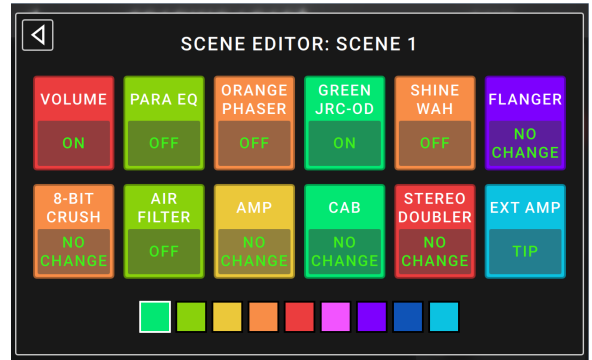 SCENE EDITOR: SCENE 1
VOLUME
ON
PARA EQ
OFF
ORANGE
PHASER
OFF
GREEN
JRC-OD
ON
SHINE
WAH
OFF
FLANGER
NO
CHANGE
8-BIT
CRUSH
NO
CHANGE
AIR
FILTER
OFF
AMP
NO
CHANGE
CAB
NO
CHANGE
STEREO
DOUBLER
NO
CHANGE
EXT AMP
TIP